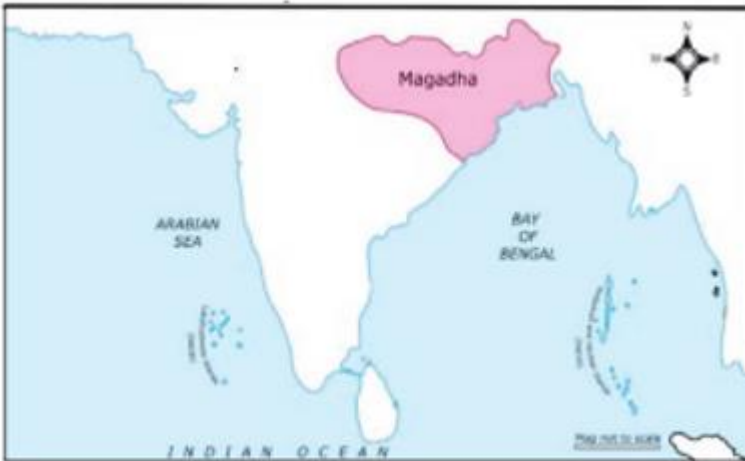 N
W E
S
Magadha
ARABIAN
SEA
BAY
OF
BENGAL
Map not to scale
INDIAN OCEAN